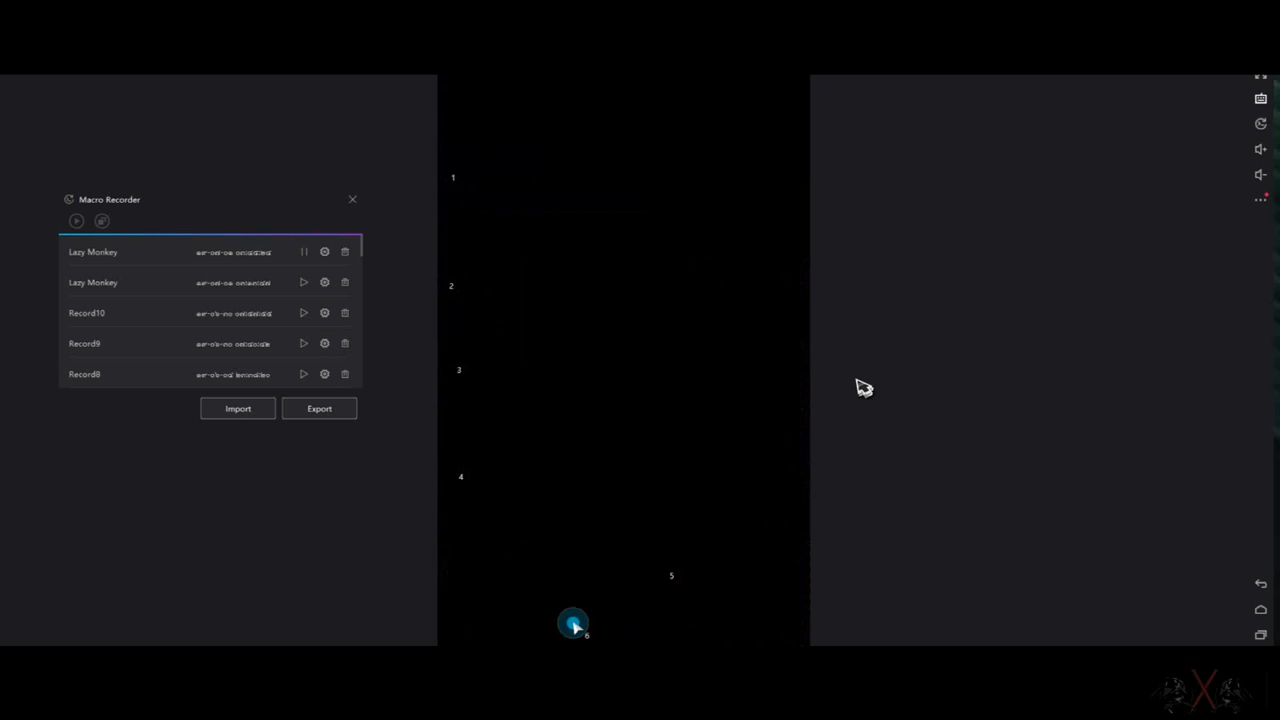 Macro Recorder
Lazy Monkey
Lazy Monkey
Record10
Record9
Record8
Import Export
1
2
3
4
5
6
X